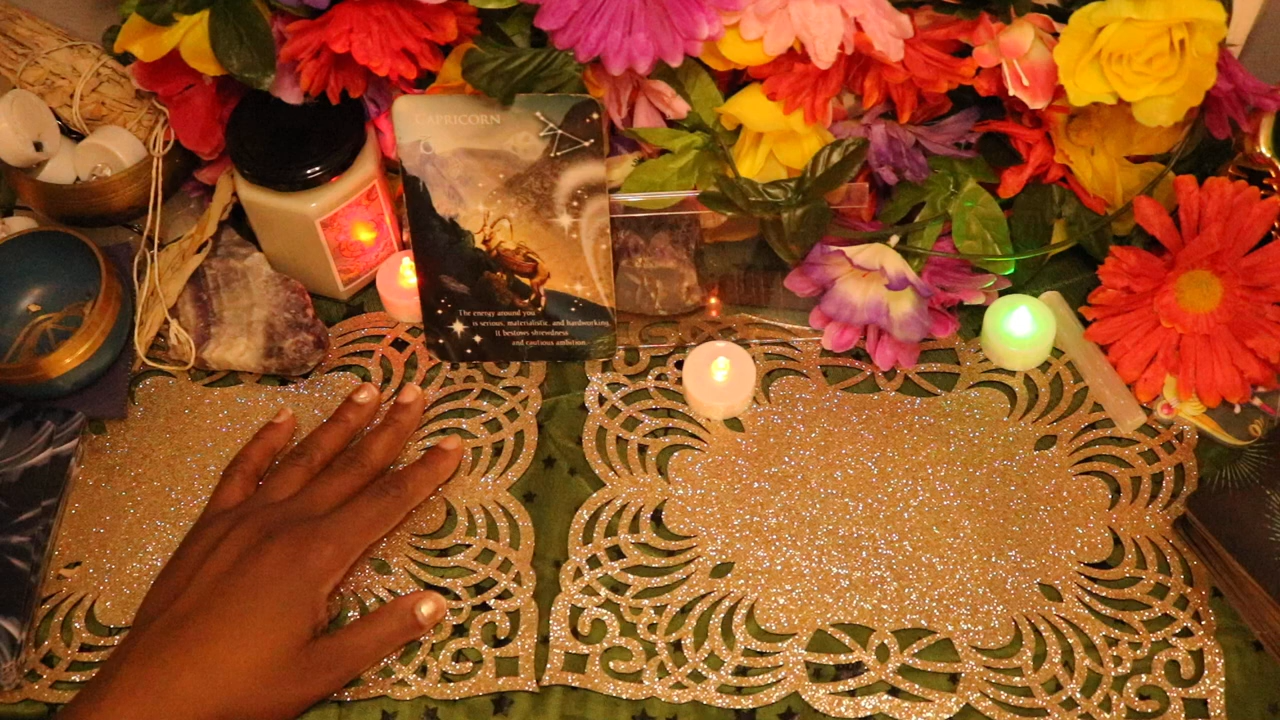 CAPRICORN
The energy around you
is serious, materialistic, and hardworking.
It bestows shrewdness
and cautious ambition.